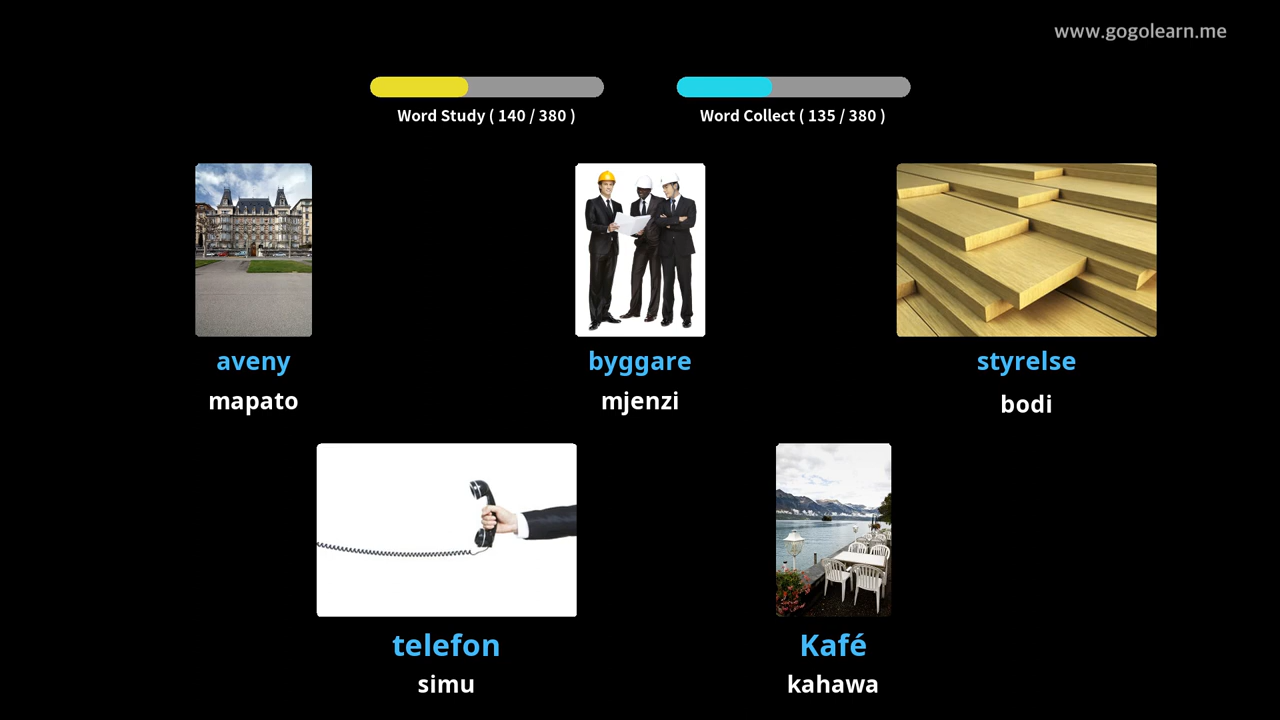 www.gogolearn.me
Word Study ( 140 / 380 )
Word Collect ( 135 / 380 )
aveny
byggare
styrelse
mapato
mjenzi
bodi
telefon
Kafé
simu
kahawa